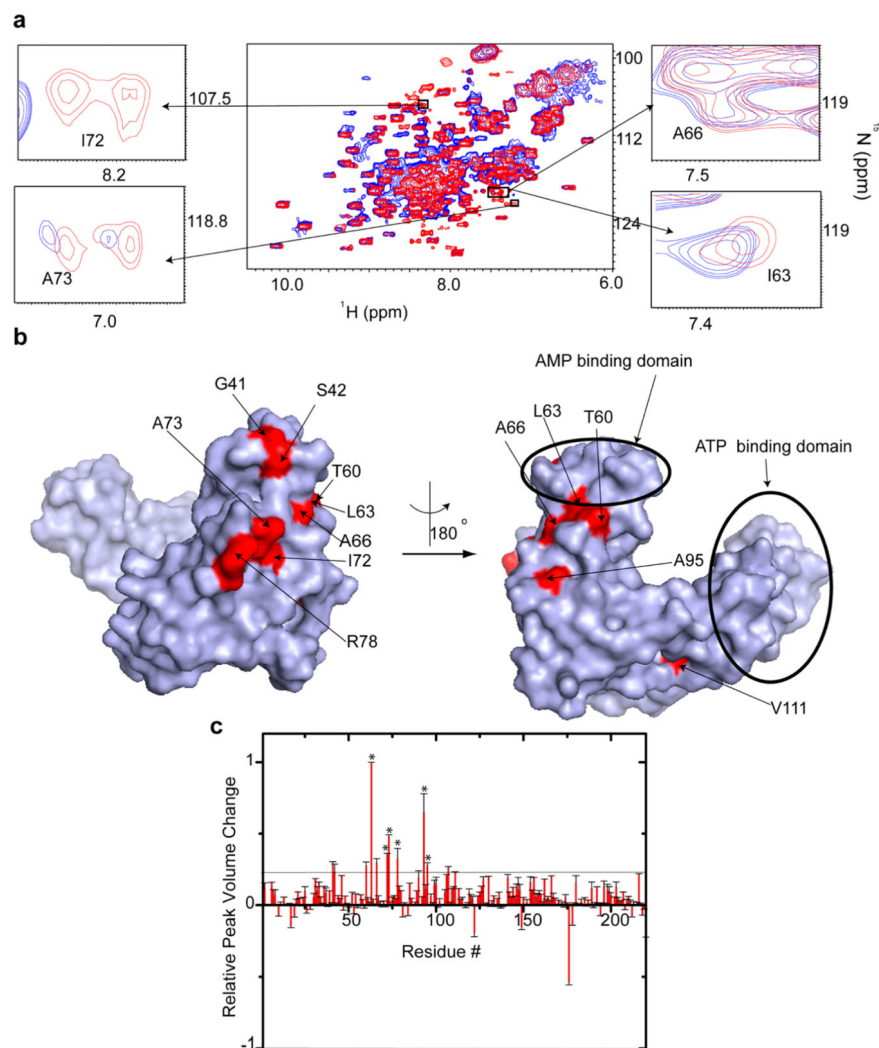 a
I72
8.2
107.5
A73
7.0
118.8
100
112
124
10.0 8.0 6.0
¹H (ppm)
A66
7.5
119
I63
7.4
119
¹⁵N (ppm)
b
G41
S42
A73
T60
L63
A66
I72
R78
180 °
AMP binding domain
L63
A66
T60
ATP binding domain
A95
V111
c
Relative Peak Volume Change
1
0
-1
* * * * * *
50 100 150 200
Residue #